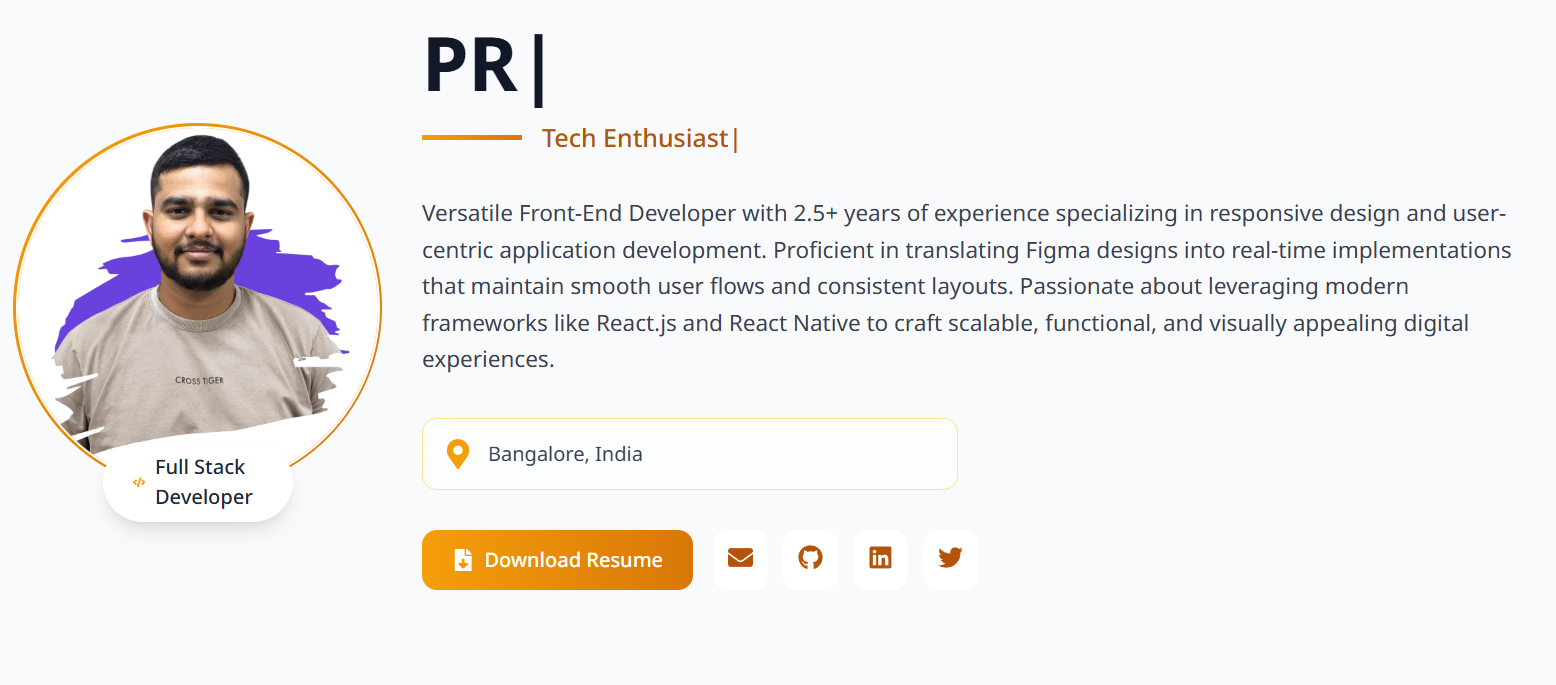 PR|
Tech Enthusiast|
Versatile Front-End Developer with 2.5+ years of experience specializing in responsive design and user-
centric application development. Proficient in translating Figma designs into real-time implementations
that maintain smooth user flows and consistent layouts. Passionate about leveraging modern
frameworks like React.js and React Native to craft scalable, functional, and visually appealing digital
experiences.
CROSS TIGER
Full Stack
Developer
Bangalore, India
Download Resume